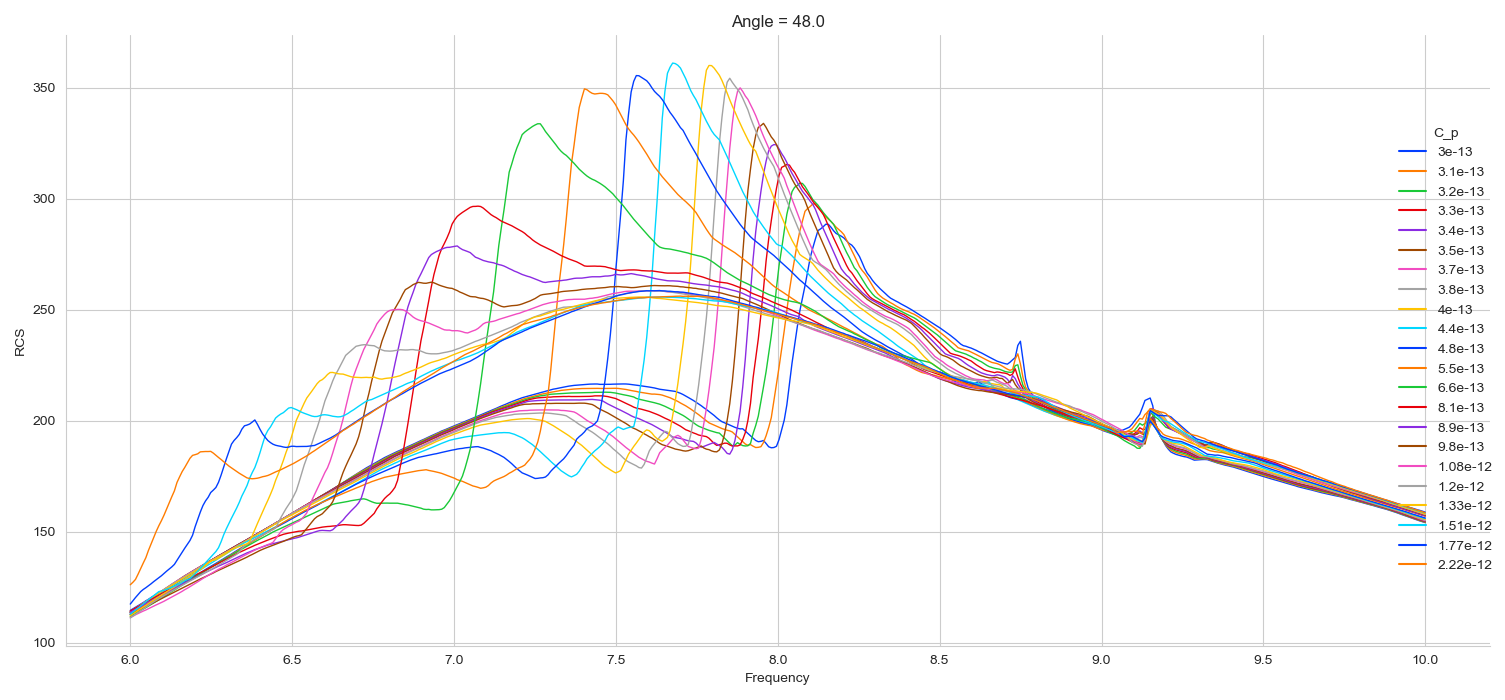 Angle = 48.0
RCS
350
300
250
200
150
100
6.0 6.5 7.0 7.5 8.0 8.5 9.0 9.5 10.0
Frequency
C_p
3e-13
3.1e-13
3.2e-13
3.3e-13
3.4e-13
3.5e-13
3.7e-13
3.8e-13
4e-13
4.4e-13
4.8e-13
5.5e-13
6.6e-13
8.1e-13
8.9e-13
9.8e-13
1.08e-12
1.2e-12
1.33e-12
1.51e-12
1.77e-12
2.22e-12